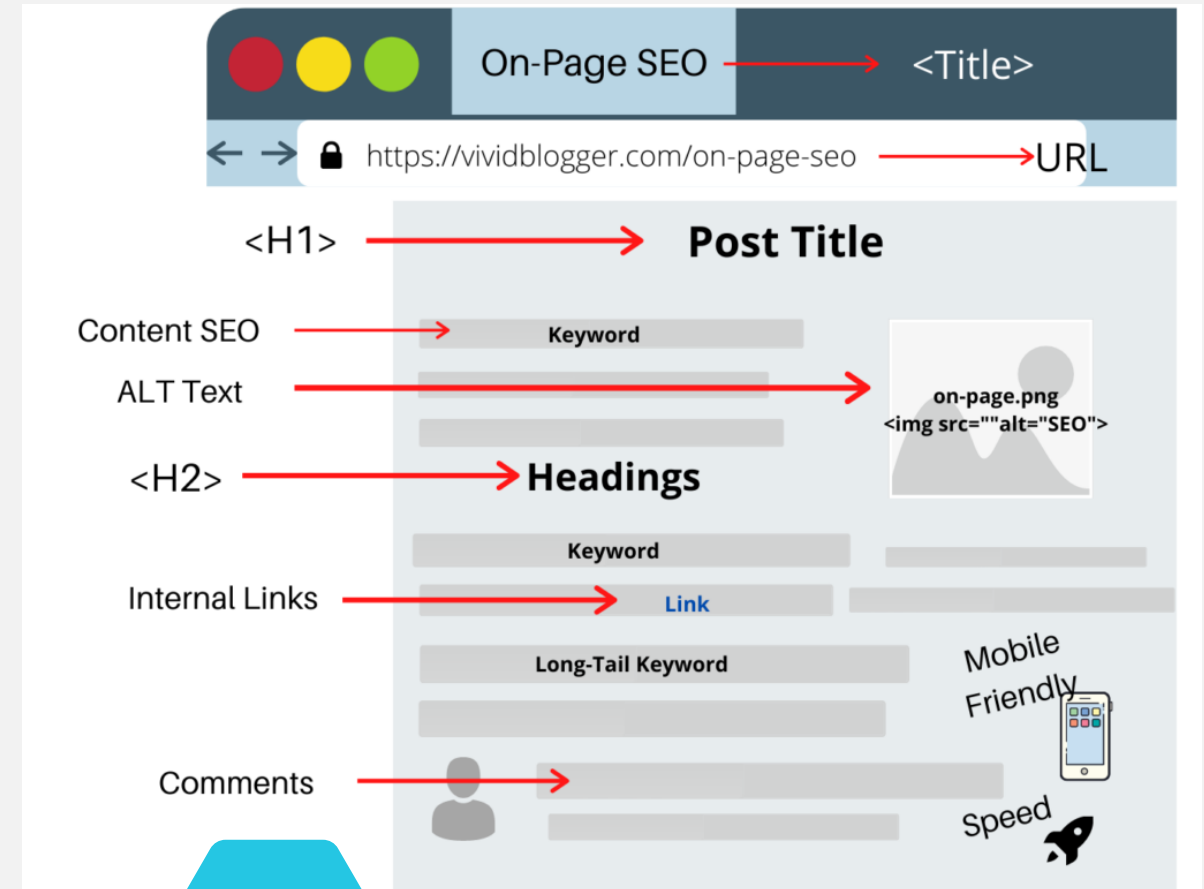 On-Page SEO <Title>
https://vividblogger.com/on-page-seo URL
<H1> Post Title
Content SEO Keyword
ALT Text
on-page.png
<img src=""alt="SEO">
<H2> Headings
Keyword
Internal Links Link
Mobile
Friendly
Long-Tail Keyword
Comments
Speed